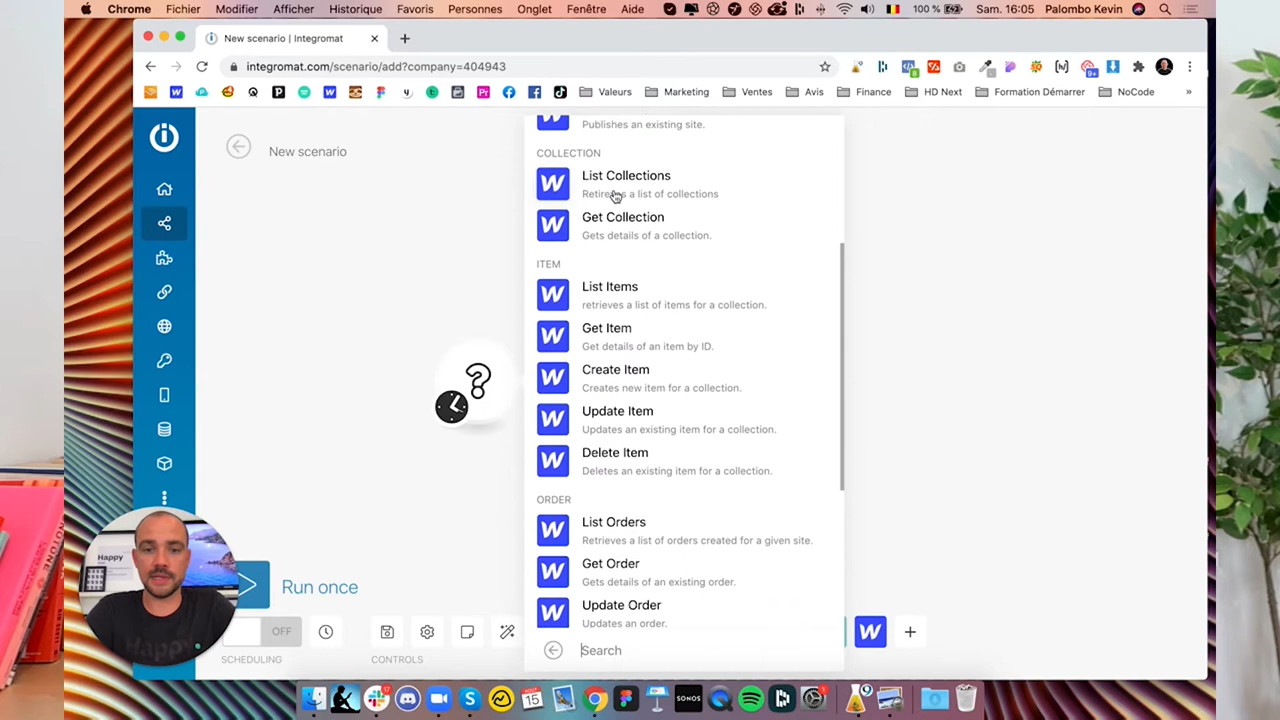 Chrome Fichier Modifier Afficher Historique Favoris Personnes Onglet Fenêtre Aide 100 % Sam. 16:05 Palombo Kevin
New scenario | Integromat
integromat.com/scenario/add?company=404943
Valeurs Marketing Ventes Avis Finance HD Next Formation Démarrer NoCode »
New scenario
Publishes an existing site.
COLLECTION
List Collections
a list of collections
Get Collection
Gets details of a collection.
ITEM
List Items
retrieves a list of items for a collection.
Get Item
Get details of an item by ID.
Create Item
Creates new item for a collection.
Update Item
Updates an existing item for a collection.
Delete Item
Deletes an existing item for a collection.
ORDER
List Orders
Retrieves a list of orders created for a given site.
Get Order
Gets details of an existing order.
Update Order
Updates an order.
Search
Run once
OFF
SCHEDULING
CONTROLS
Happy
SONOS